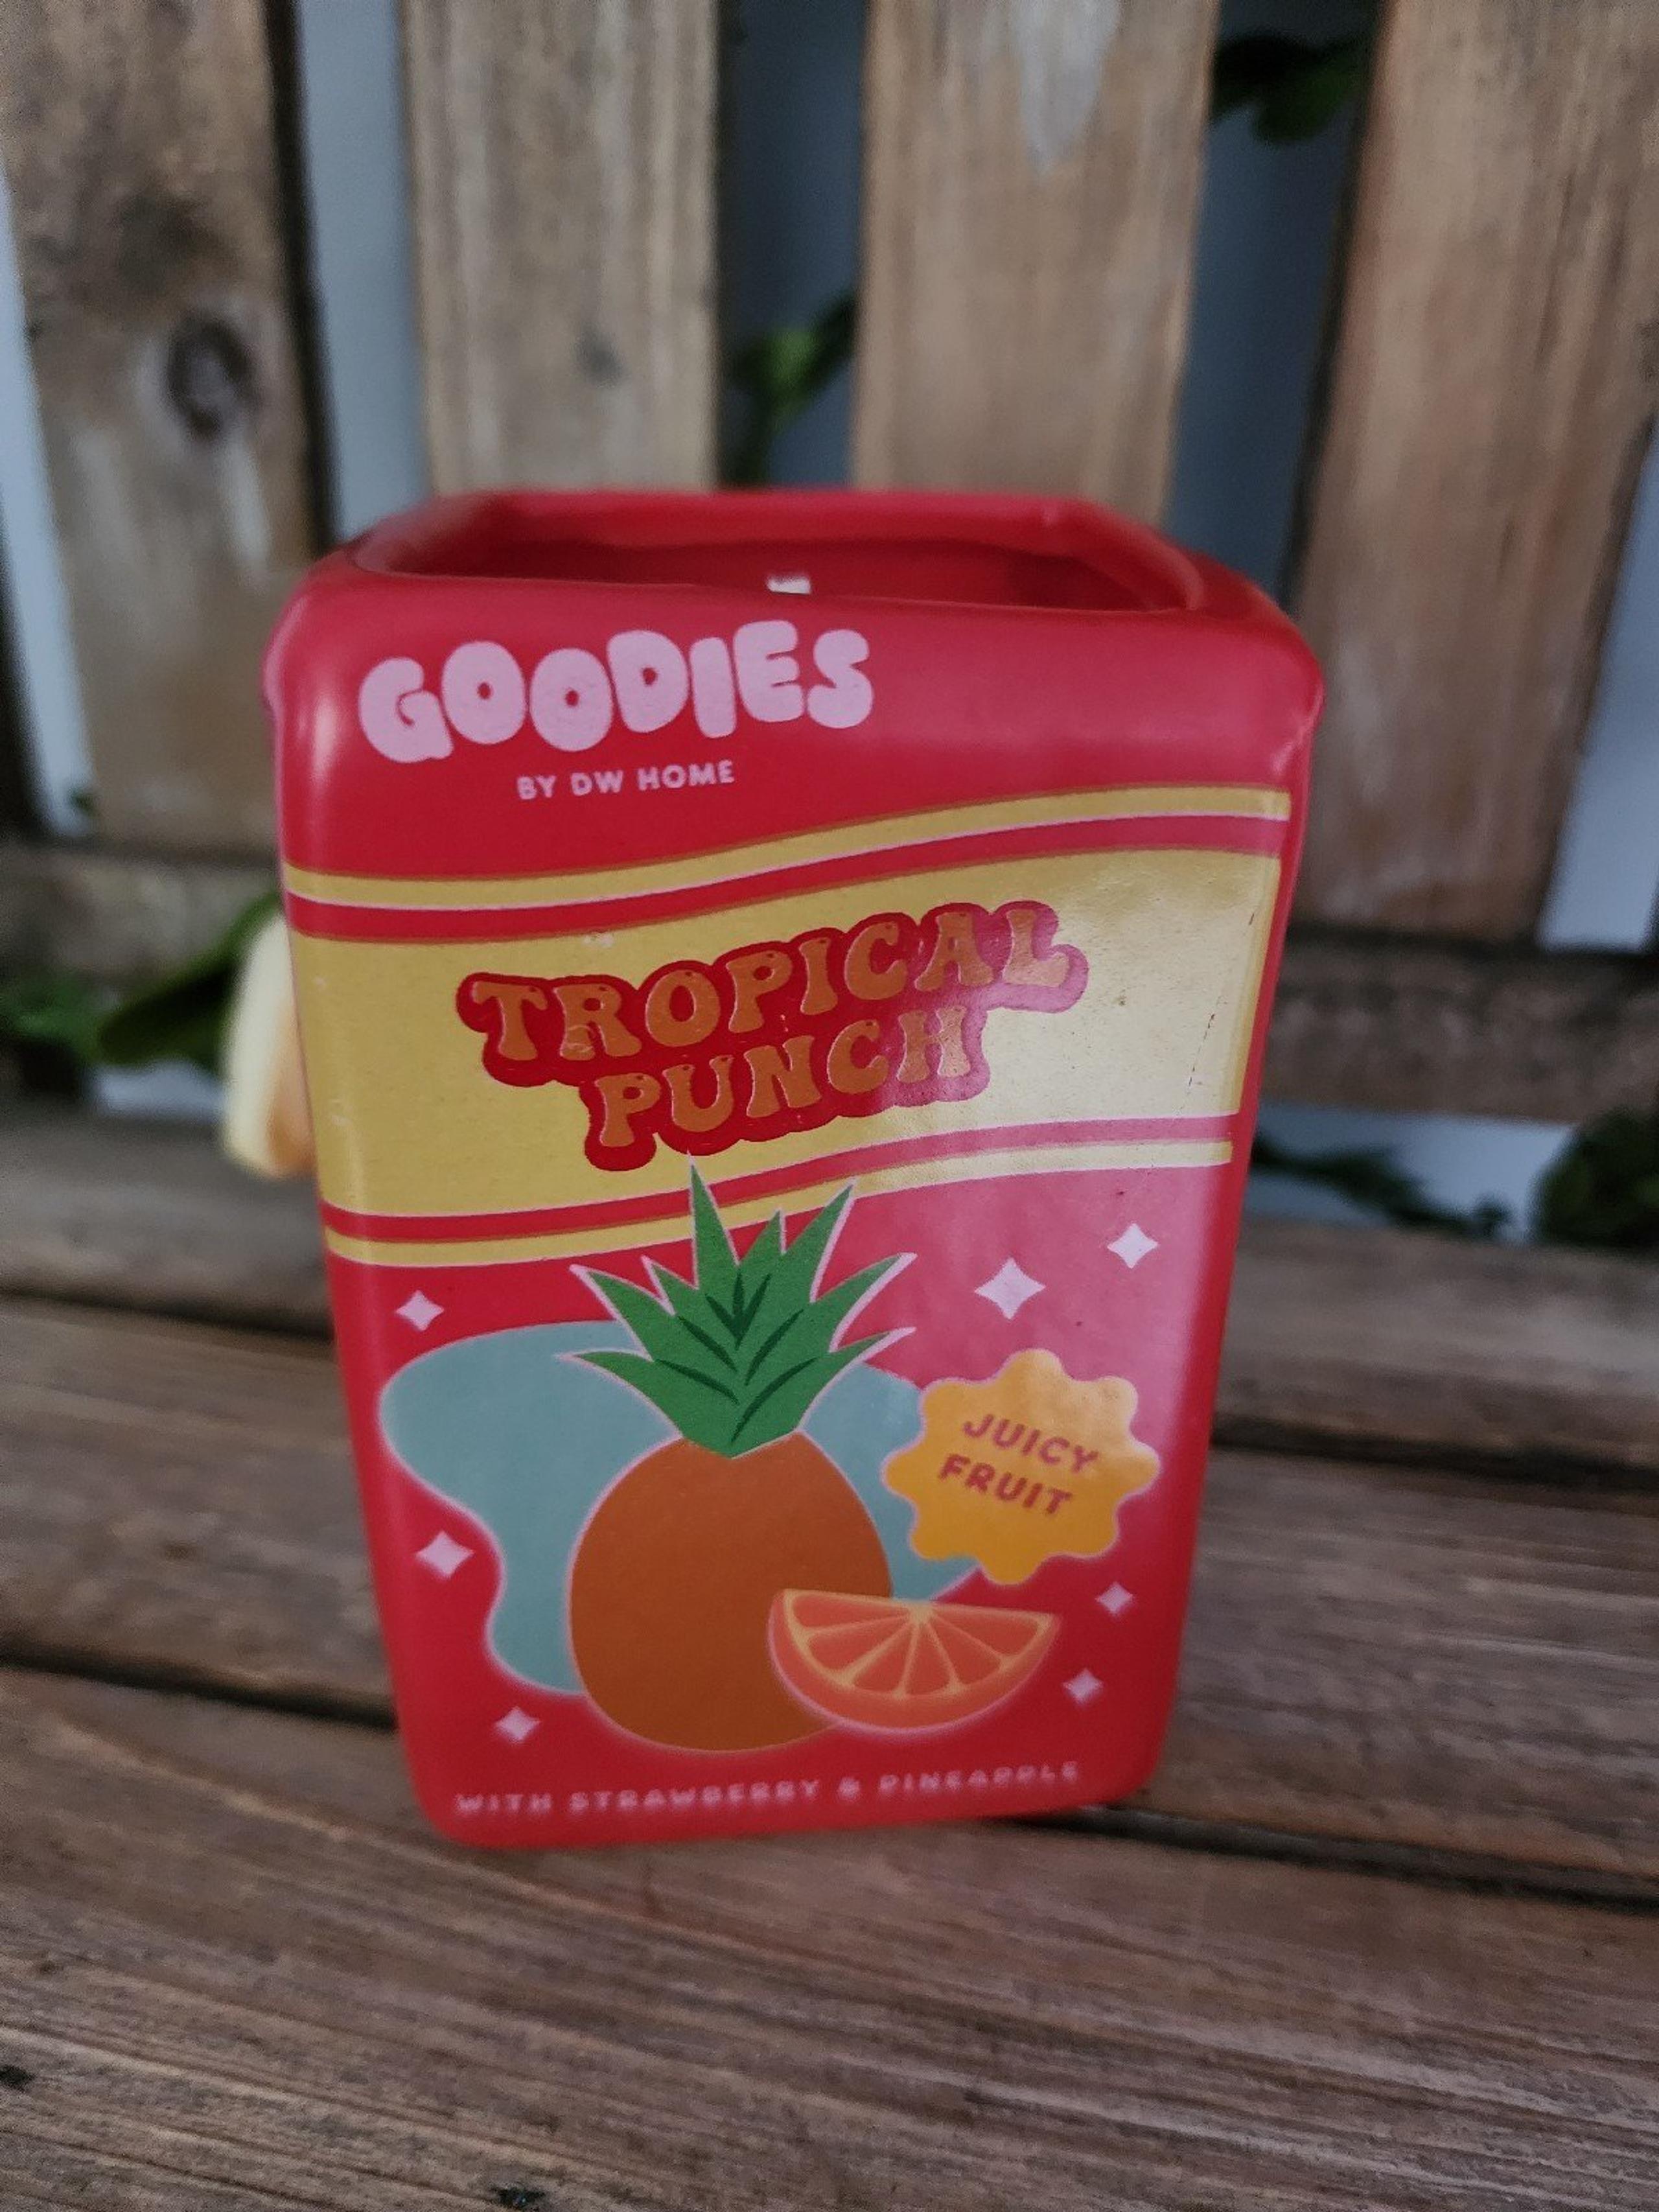 GOODIES
BY DW HOME
TROPICAL
PUNCH
JUICY
FRUIT
WITH STRAWBERRY & PINEAPPLE